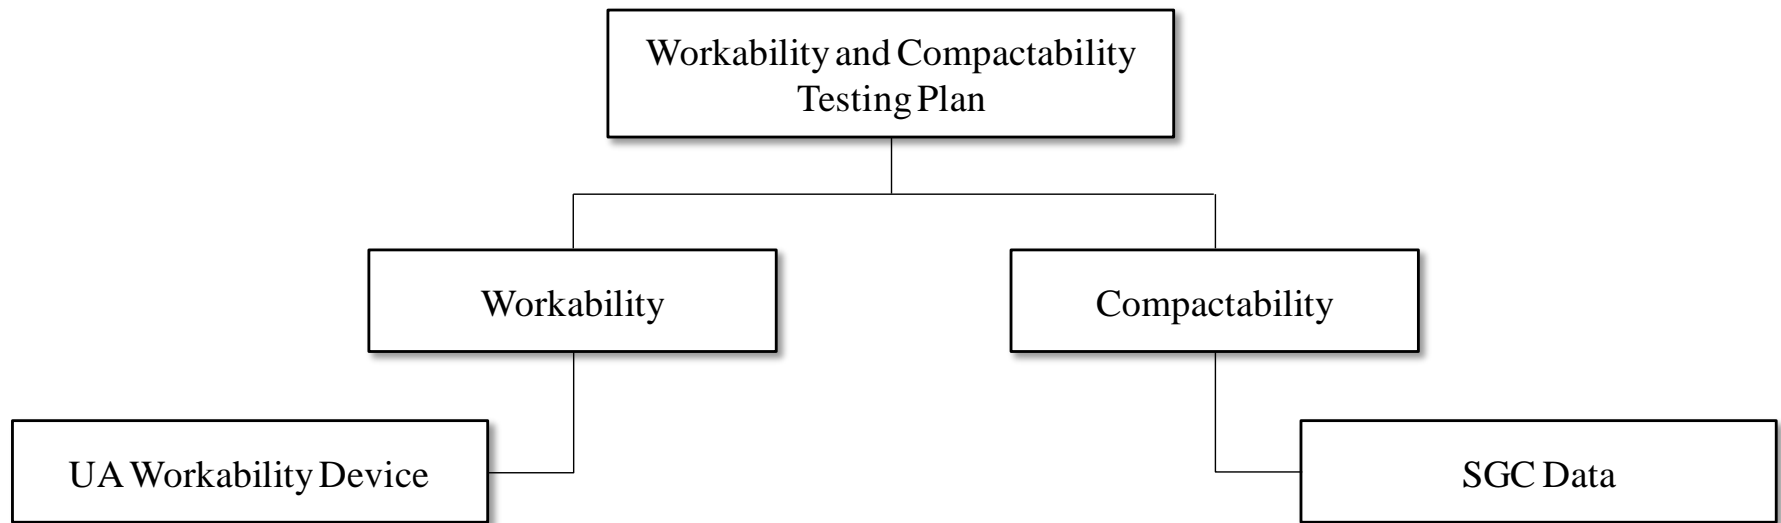 Workability and Compactability
Testing Plan
Workability
Compactability
UA Workability Device
SGC Data